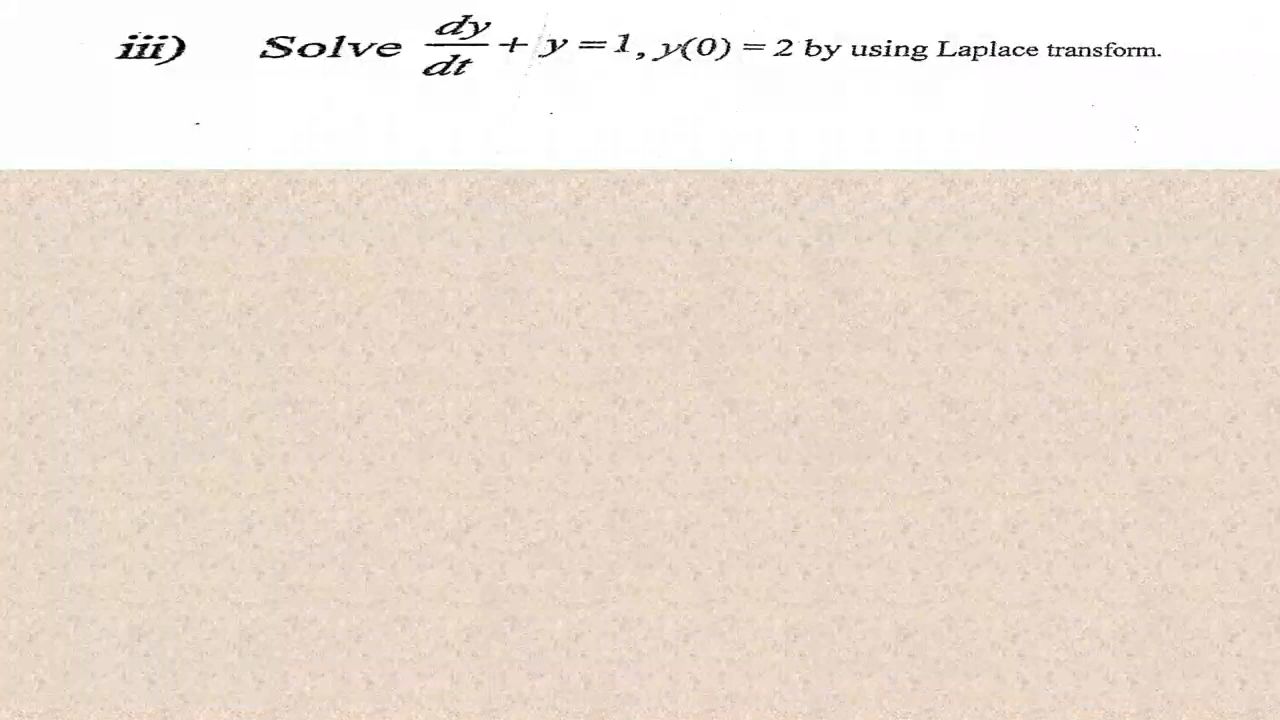 iii) Solve dy/dt + y = 1, y(0) = 2 by using Laplace transform.